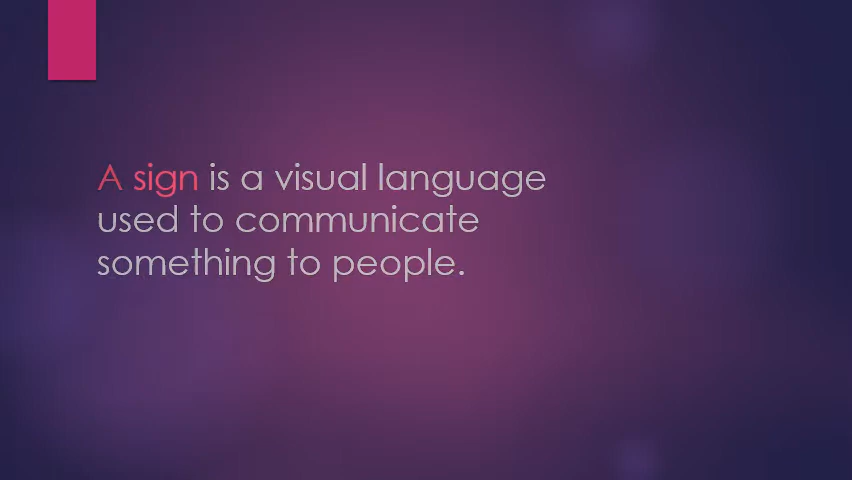 A sign is a visual language
used to communicate
something to people.